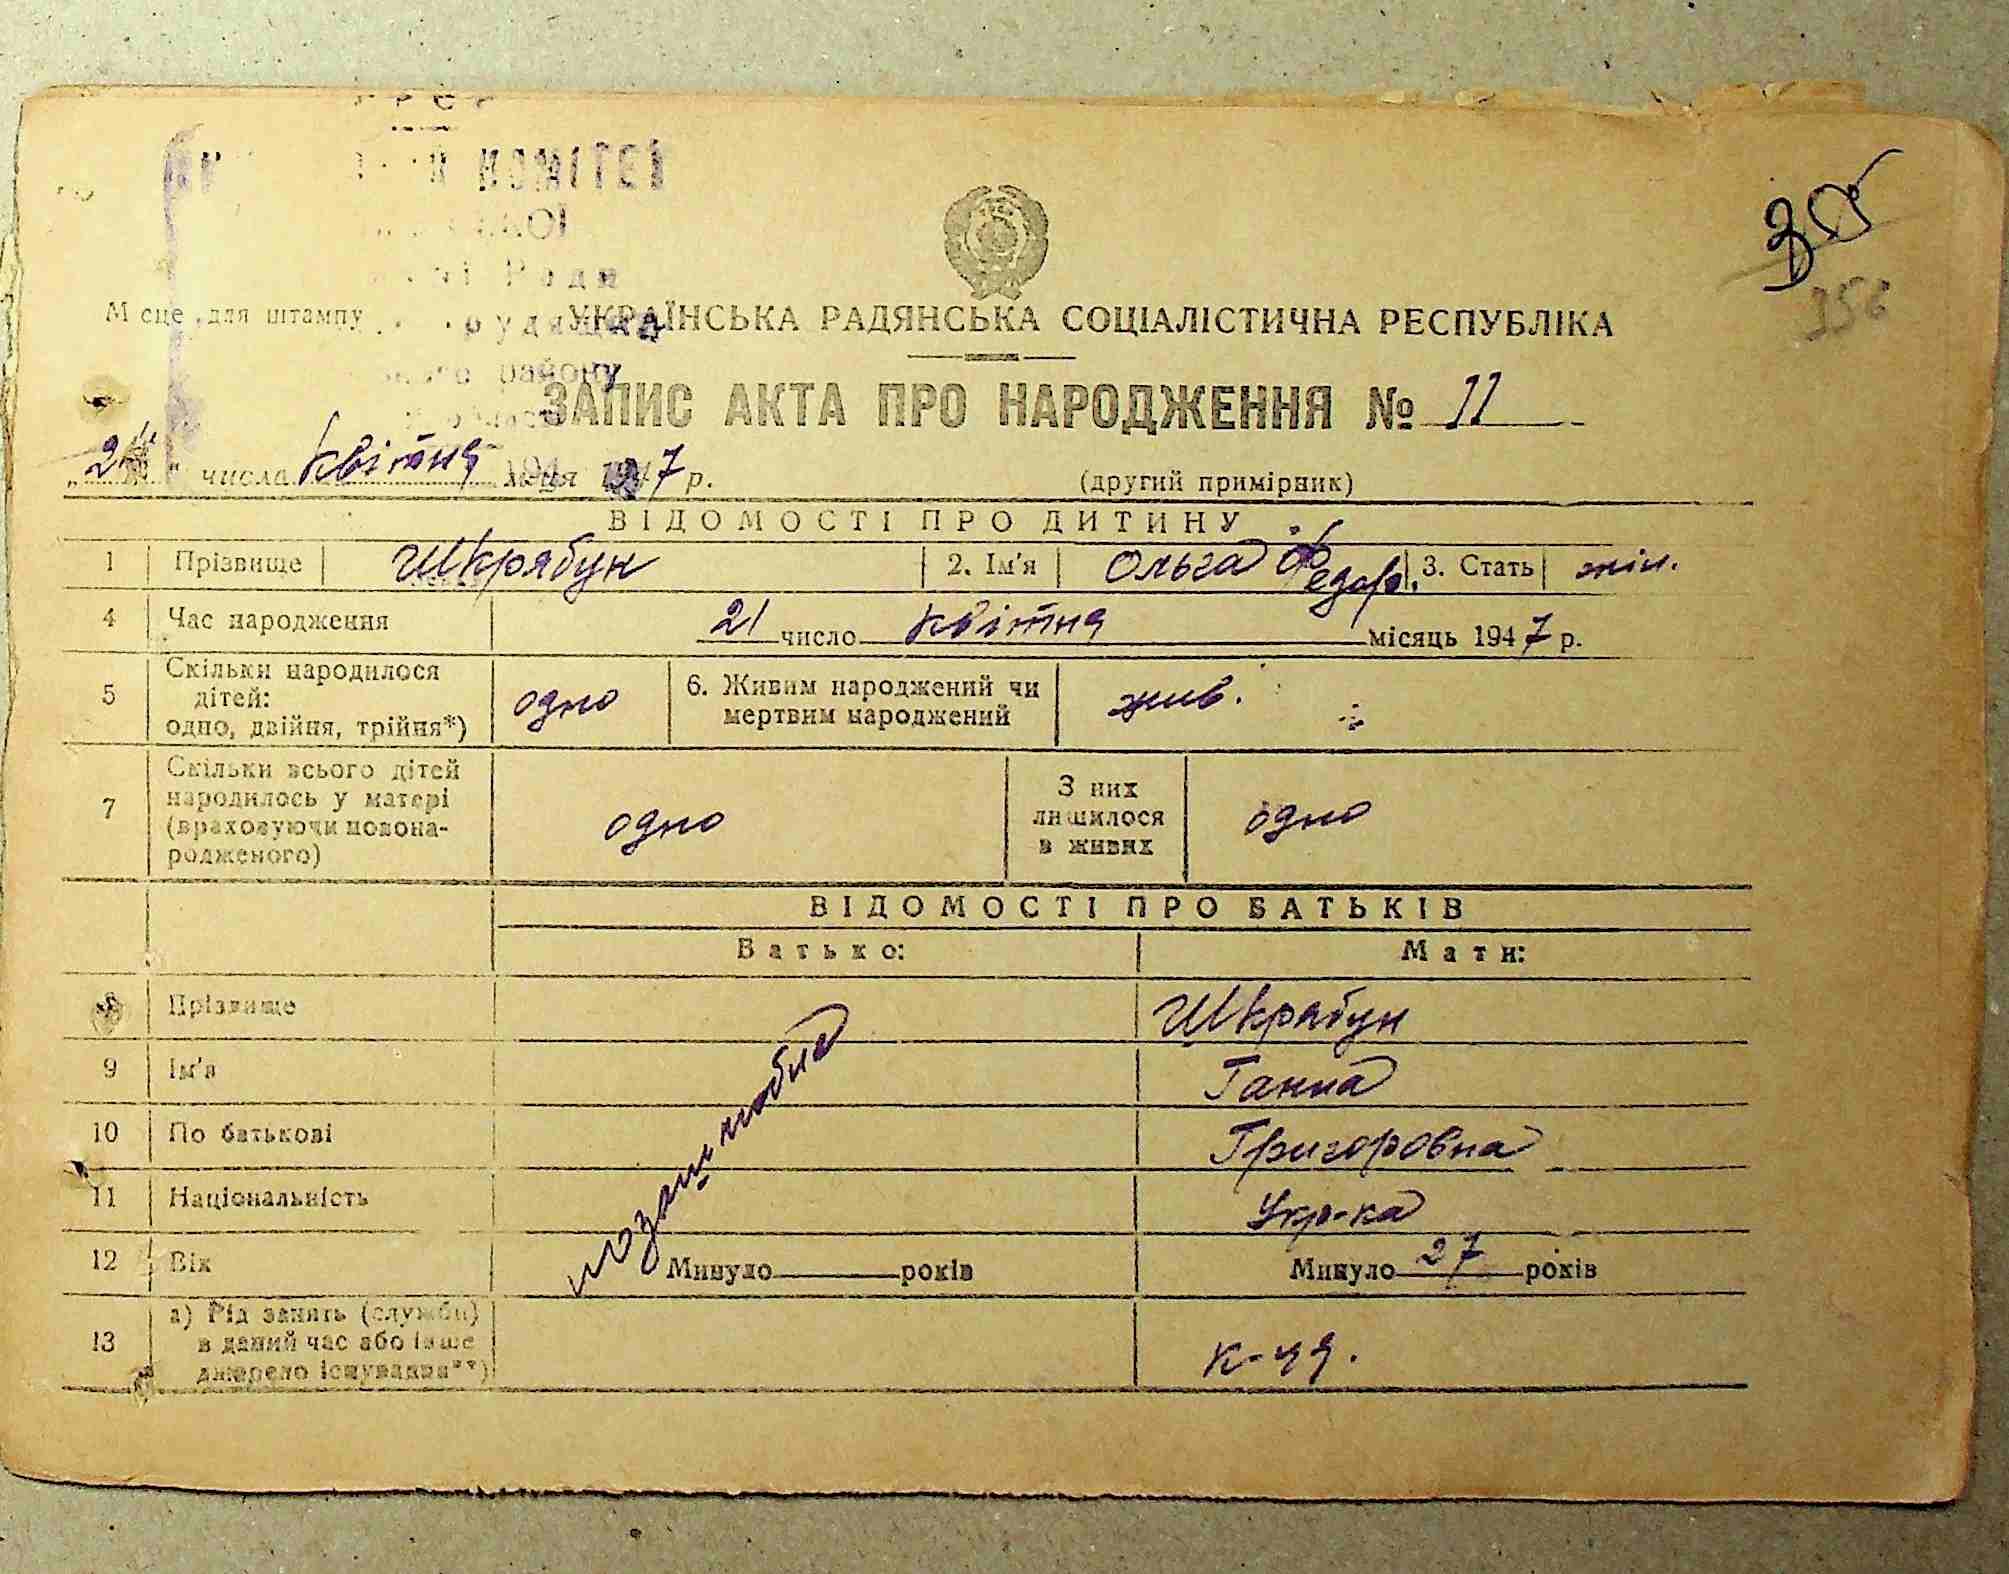 КОМІТЕТ
Ради
району
356
Місце для штампу
УКРАЇНСЬКА РАДЯНСЬКА СОЦІАЛІСТИЧНА РЕСПУБЛІКА
ЗАПИС АКТА ПРО НАРОДЖЕННЯ № 11
числа квітня м-ця 1947 р.
(другий примірник)
ВІДОМОСТІ ПРО ДИТИНУ
1 Прізвище Шкрябун 2. Ім'я Ольга Федор. 3. Стать жін.
4 Час народження 21 число квітня місяць 1947 р.
5 Скільки народилося дітей: одно, двійня, трійня*) одно 6. Живим народжений чи мертвим народжений жив.
7 Скільки всього дітей народилось у матері (враховуючи новонародженого) одно З них лишилося в живих одно
ВІДОМОСТІ ПРО БАТЬКІВ
Батько: Мати:
8 Прізвище Шкрябун
9 Ім'я Ганна
10 По батькові Григоровна
11 Національність Укр-ка
12 Вік Минуло років Минуло 27 років
13 а) Рід занять (служби) в даний час або інше джерело існування**) к-ця.